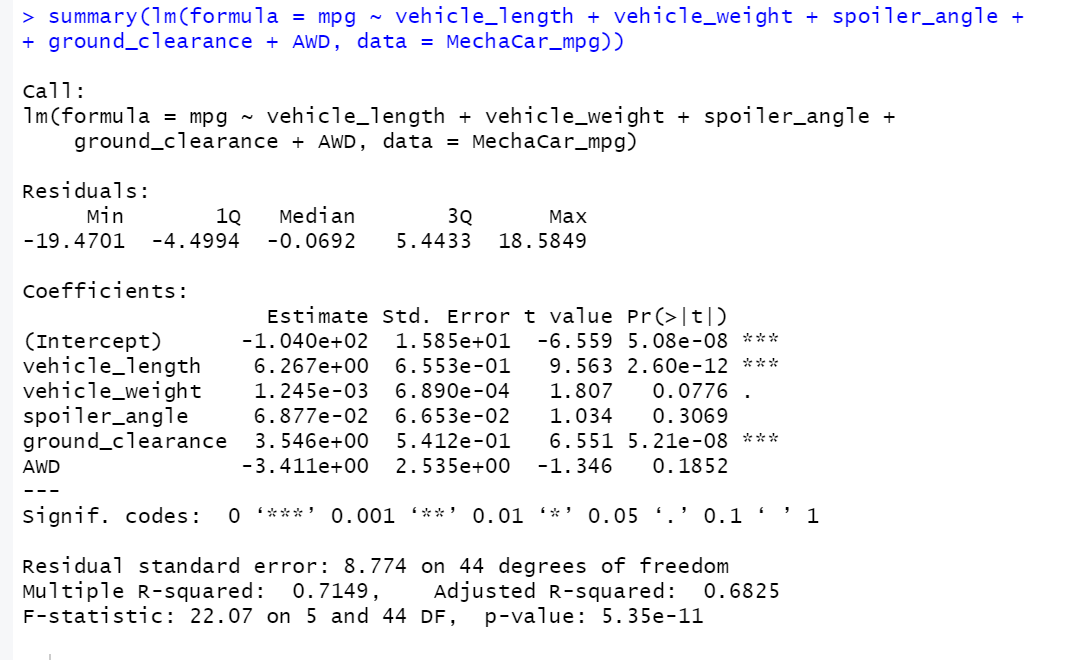 > summary(lm(formula = mpg ~ vehicle_length + vehicle_weight + spoiler_angle +
+ ground_clearance + AWD, data = MechaCar_mpg))
Call:
lm(formula = mpg ~ vehicle_length + vehicle_weight + spoiler_angle +
    ground_clearance + AWD, data = MechaCar_mpg)
Residuals:
     Min       1Q   Median       3Q      Max
-19.4701  -4.4994  -0.0692   5.4433  18.5849
Coefficients:
                   Estimate Std. Error t value Pr(>|t|)
(Intercept)      -1.040e+02  1.585e+01  -6.559 5.08e-08 ***
vehicle_length    6.267e+00  6.553e-01   9.563 2.60e-12 ***
vehicle_weight    1.245e-03  6.890e-04   1.807   0.0776 .
spoiler_angle     6.877e-02  6.653e-02   1.034   0.3069
ground_clearance  3.546e+00  5.412e-01   6.551 5.21e-08 ***
AWD              -3.411e+00  2.535e+00  -1.346   0.1852
---
Signif. codes:  0 ‘***’ 0.001 ‘**’ 0.01 ‘*’ 0.05 ‘.’ 0.1 ‘ ’ 1
Residual standard error: 8.774 on 44 degrees of freedom
Multiple R-squared:  0.7149,    Adjusted R-squared:  0.6825
F-statistic: 22.07 on 5 and 44 DF,  p-value: 5.35e-11